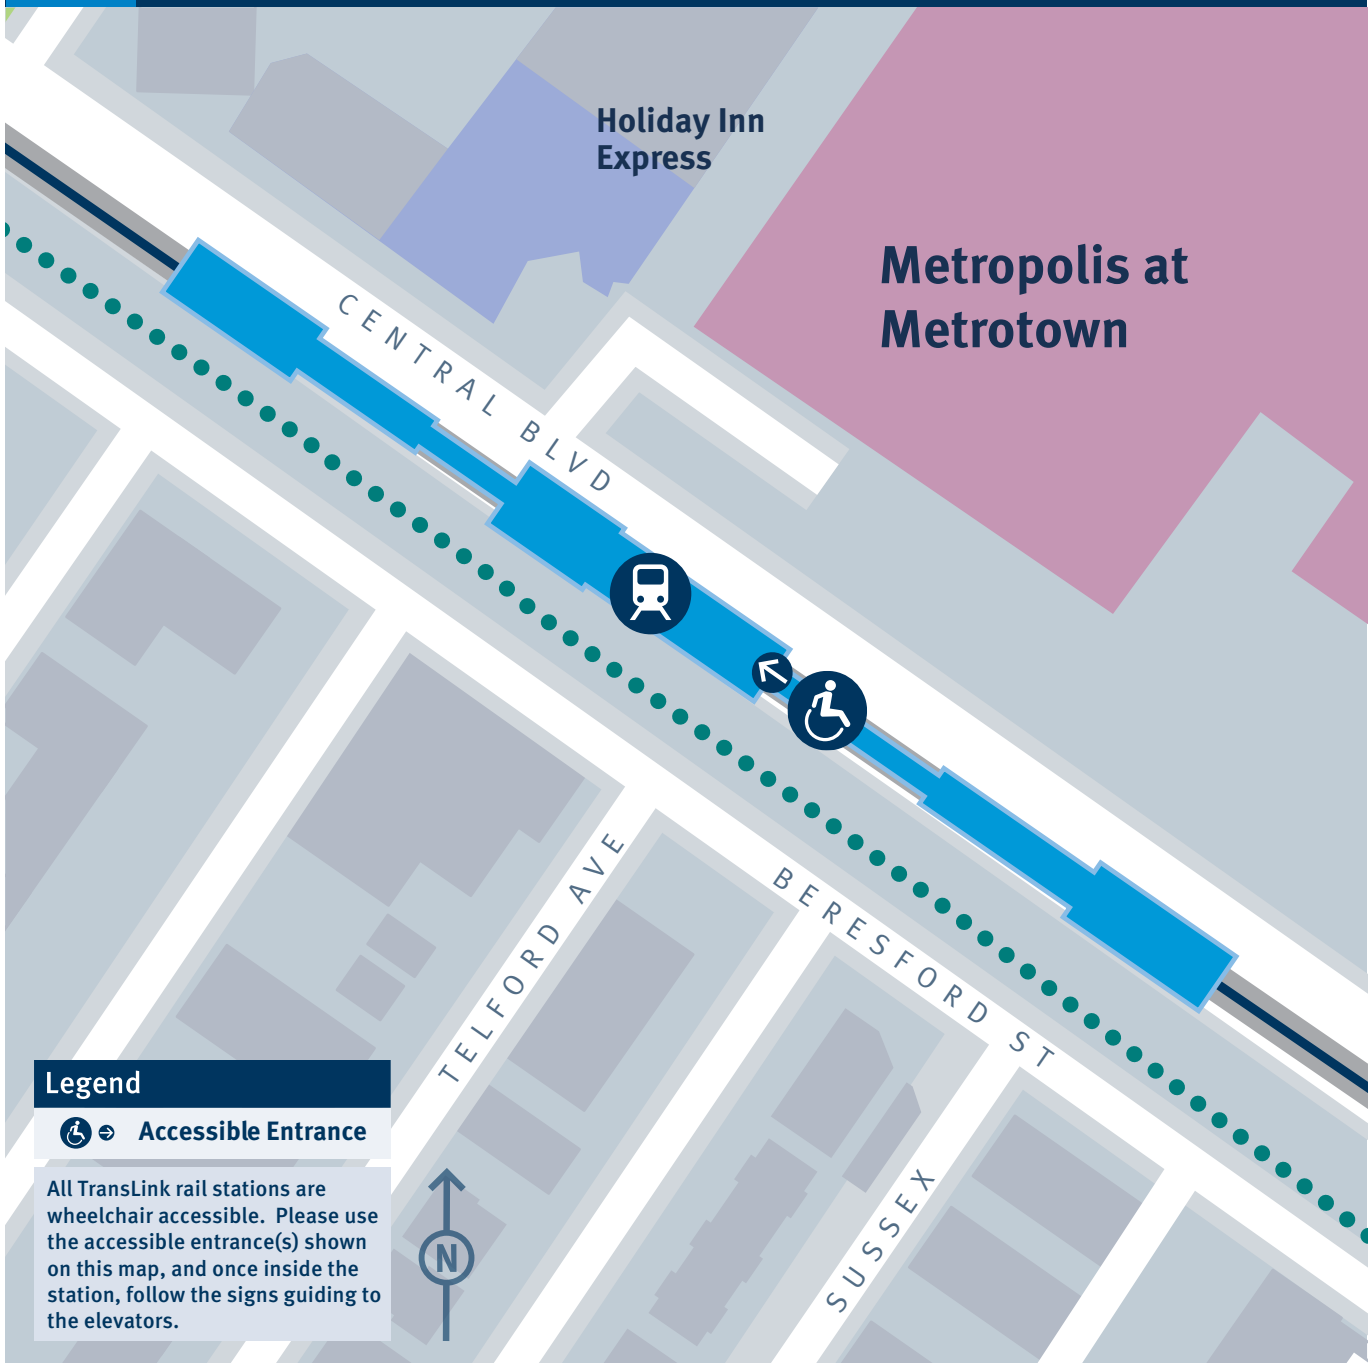 Holiday Inn
Express
Metropolis at
Metrotown
CENTRAL BLVD
TELFORD AVE
BERESFORD ST
SUSSEX
Legend
Accessible Entrance
All TransLink rail stations are
wheelchair accessible. Please use
the accessible entrance(s) shown
on this map, and once inside the
station, follow the signs guiding to
the elevators.
N